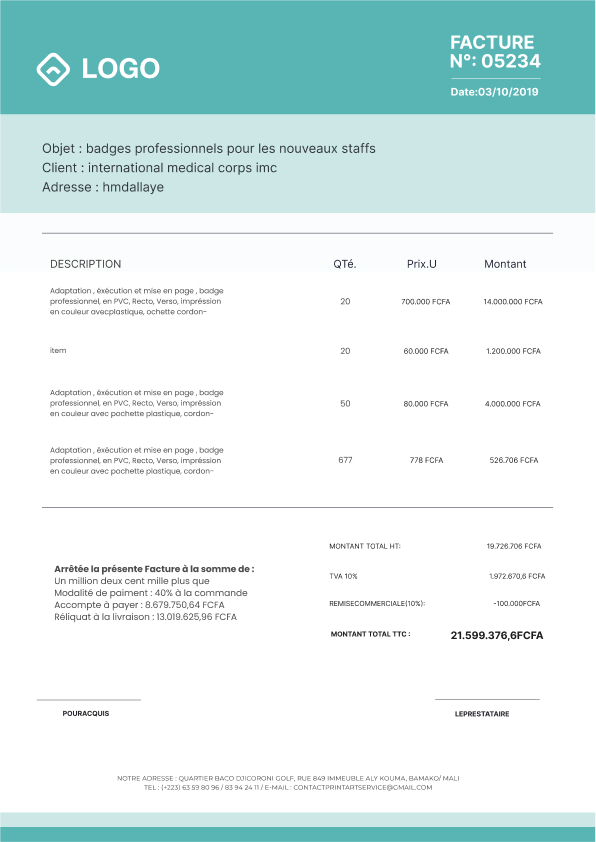 LOGO
FACTURE
N°: 05234
Date:03/10/2019
Objet : badges professionnels pour les nouveaux staffs
Client : international medical corps imc
Adresse : hmdallaye
DESCRIPTION QTé. Prix.U Montant
Adaptation , éxécution et mise en page , badge
professionnel, en PVC, Recto, Verso, impréssion
en couleur avecplastique, ochette cordon-
20 700.000 FCFA 14.000.000 FCFA
item 20 60.000 FCFA 1.200.000 FCFA
Adaptation , éxécution et mise en page , badge
professionnel, en PVC, Recto, Verso, impréssion
en couleur avec pochette plastique, cordon-
50 80.000 FCFA 4.000.000 FCFA
Adaptation , éxécution et mise en page , badge
professionnel, en PVC, Recto, Verso, impréssion
en couleur avec pochette plastique, cordon-
677 778 FCFA 526.706 FCFA
MONTANT TOTAL HT: 19.726.706 FCFA
TVA 10% 1.972.670,6 FCFA
REMISECOMMERCIALE(10%): -100.000FCFA
MONTANT TOTAL TTC : 21.599.376,6FCFA
Arrêtée la présente Facture à la somme de :
Un million deux cent mille plus que
Modalité de paiment : 40% à la commande
Accompte à payer : 8.679.750,64 FCFA
Réliquat à la livraison : 13.019.625,96 FCFA
POURACQUIS LEPRESTATAIRE
NOTRE ADRESSE : QUARTIER BACO DJICORONI GOLF, RUE 849 IMMEUBLE ALY KOUMA, BAMAKO/ MALI
TEL : (+223) 63 59 80 96 / 83 94 24 11 / E-MAIL : CONTACTPRINTARTSERVICE@GMAIL.COM